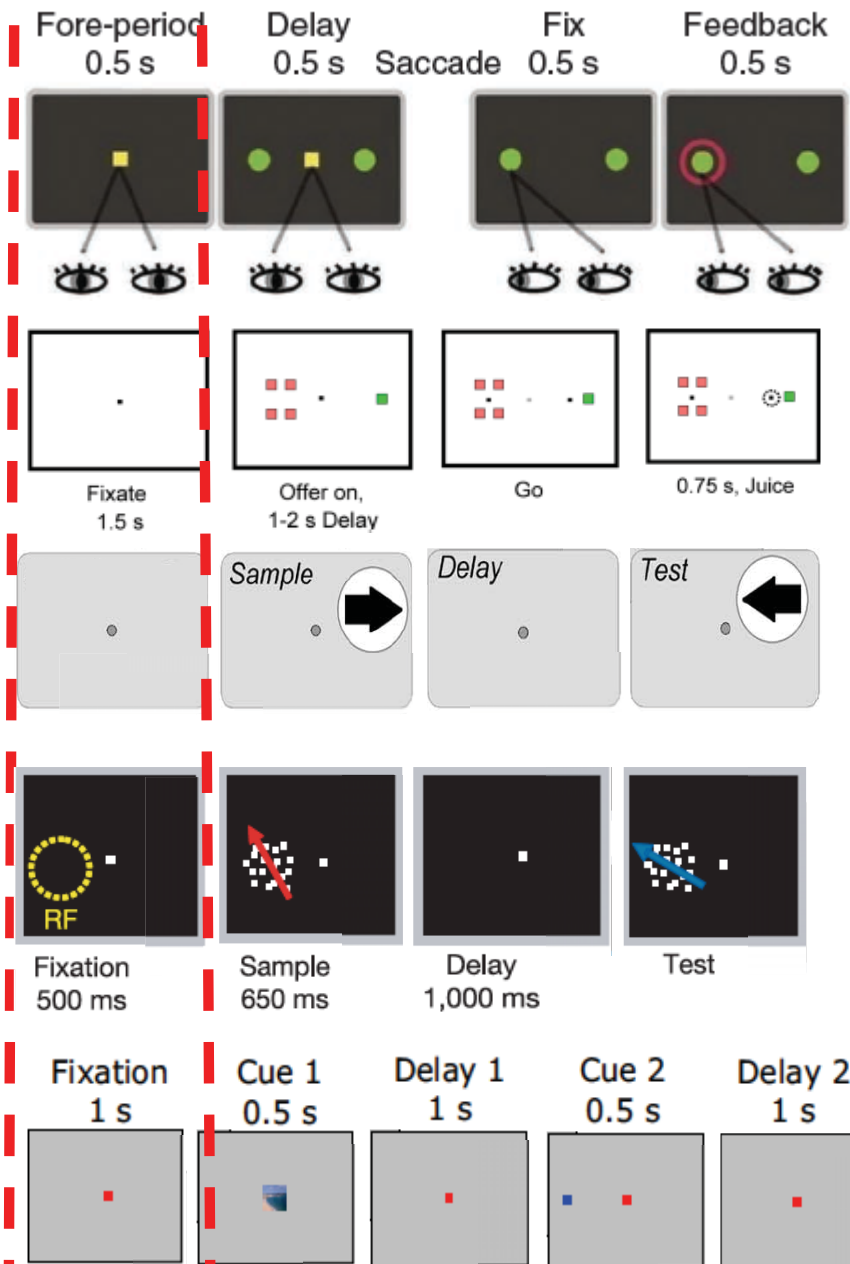 Fore-period Delay Fix Feedback
0.5 s 0.5 s Saccade 0.5 s 0.5 s
Fixate Offer on, Go 0.75 s, Juice
1.5 s 1-2 s Delay
Sample Delay Test
RF
Fixation Sample Delay Test
500 ms 650 ms 1,000 ms
Fixation Cue 1 Delay 1 Cue 2 Delay 2
1 s 0.5 s 1 s 0.5 s 1 s